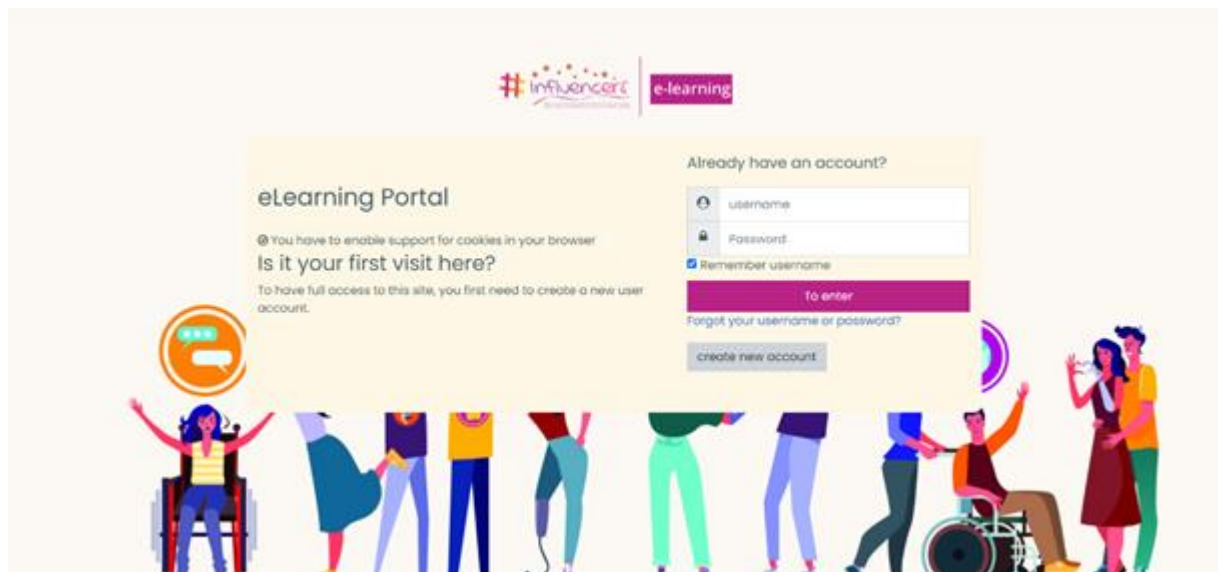 # influencers
e-learning
eLearning Portal
You have to enable support for cookies in your browser
Is it your first visit here?
To have full access to this site, you first need to create a new user
account.
Already have an account?
username
Password
Remember username
To enter
Forgot your username or password?
create new account